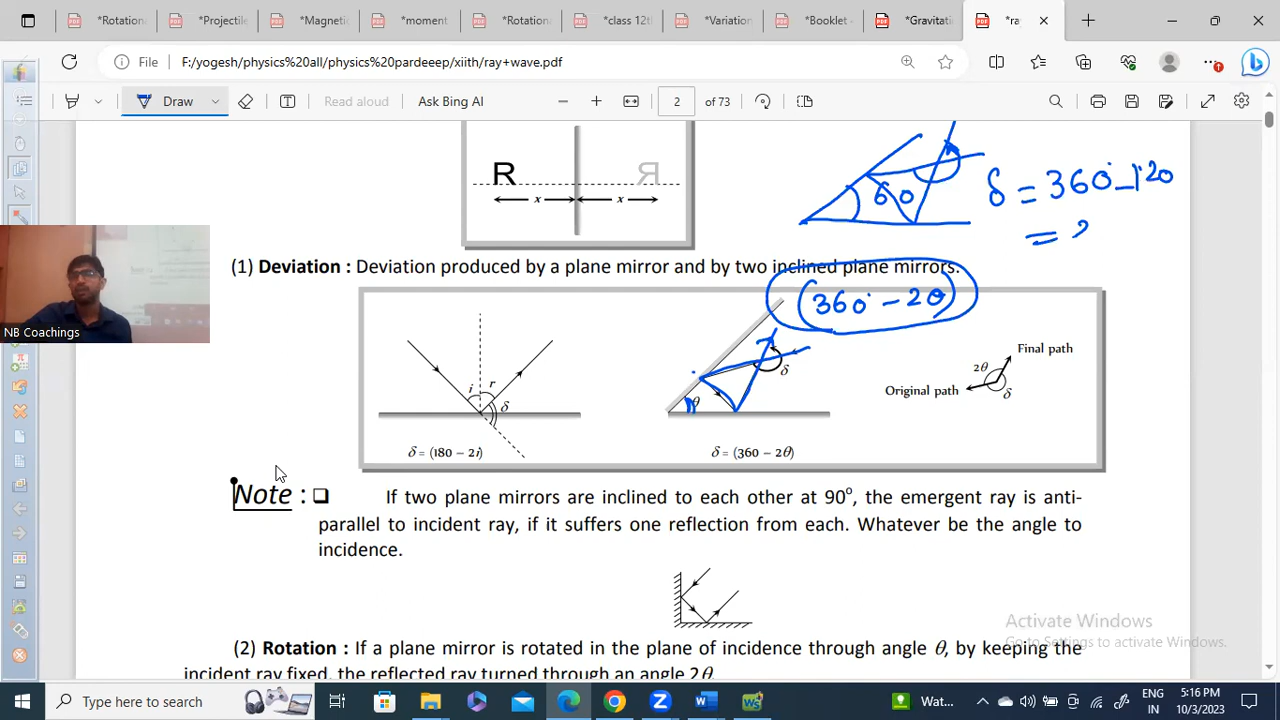 *Rotation
*Projectile
*Magnetic
*moment
*Rotation
*class 12th
*Variation
*Booklet -
*Gravitati
*ra
File
F:/yogesh/physics%20all/physics%20pardeeep/xiith/ray+wave.pdf
Draw
Read aloud
Ask Bing AI
2
of 73
R
R
x
x
60
δ = 360° - 120
= ?
NB Coachings
(1) Deviation : Deviation produced by a plane mirror and by two inclined plane mirrors.
(360° - 2θ)
i
r
δ
δ = (180 – 2i)
θ
δ
δ = (360 – 2θ)
Final path
2θ
Original path
δ
Note : ❑ If two plane mirrors are inclined to each other at 90o, the emergent ray is anti-
parallel to incident ray, if it suffers one reflection from each. Whatever be the angle to
incidence.
(2) Rotation : If a plane mirror is rotated in the plane of incidence through angle θ, by keeping the
incident ray fixed, the reflected ray turned through an angle 2θ.
Activate Windows
Go to Settings to activate Windows.
Type here to search
Wat...
ENG
IN
5:16 PM
10/3/2023